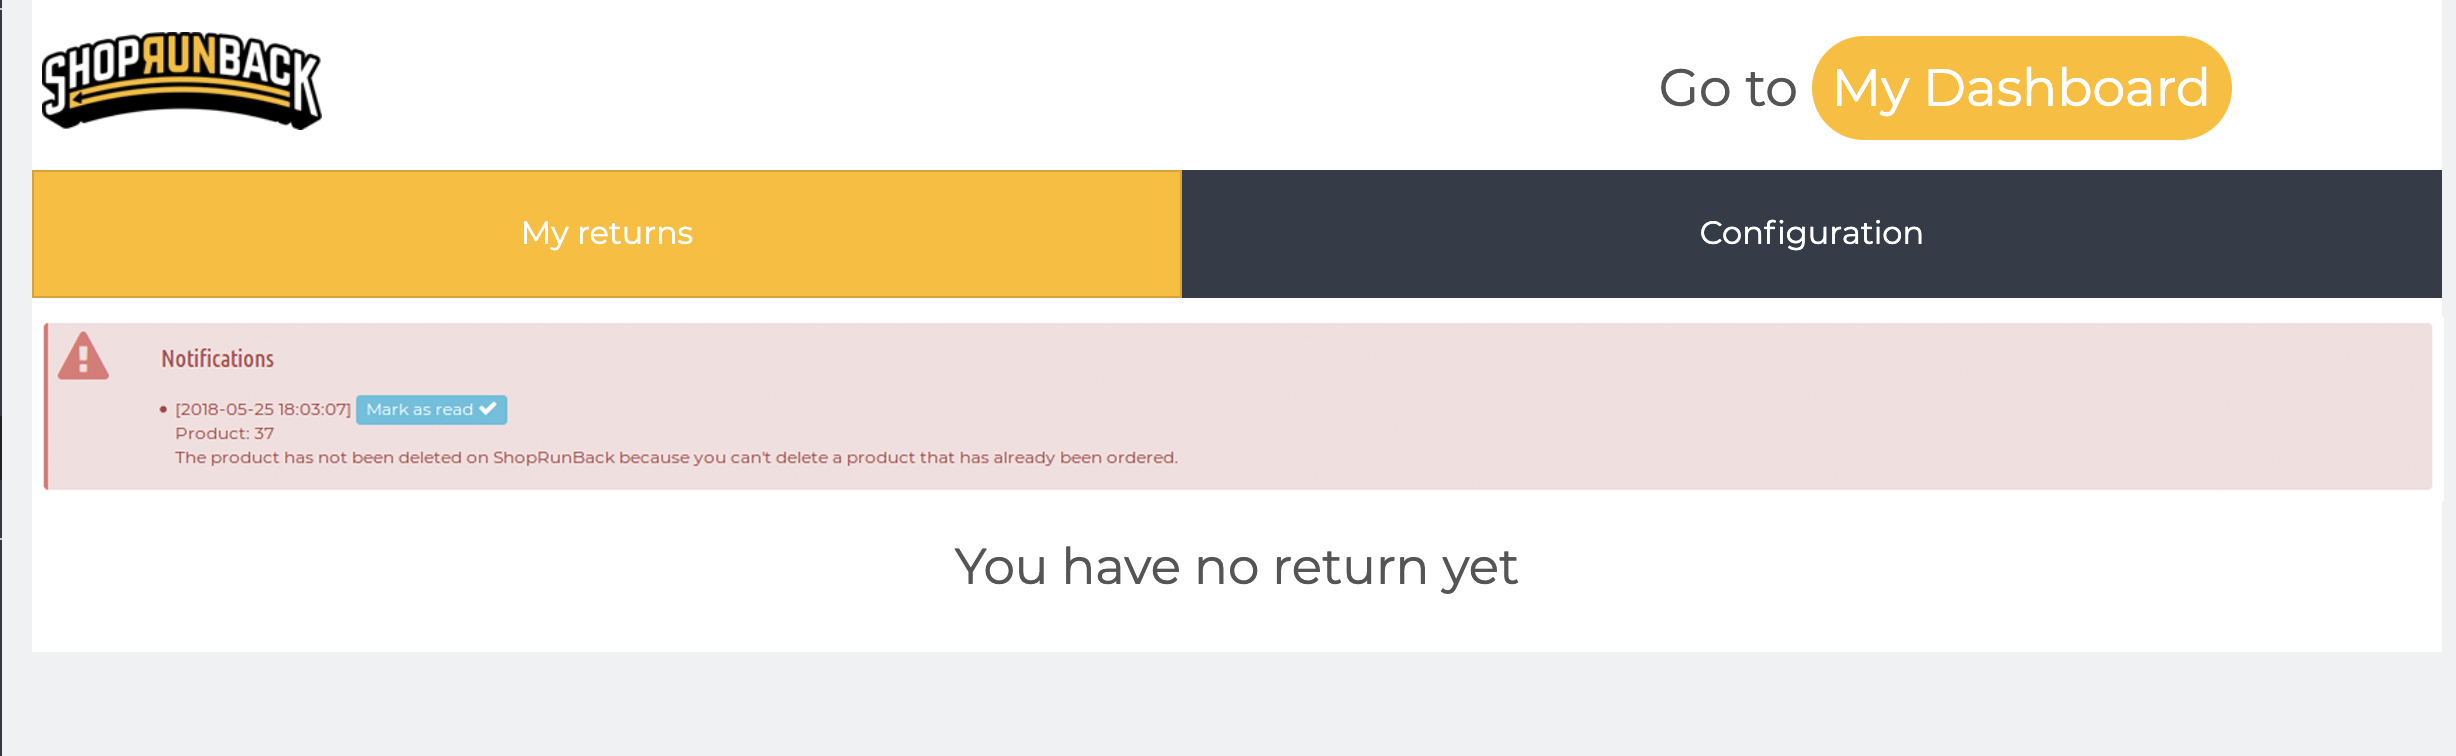 SHOPRUNBACK
Go to My Dashboard
My returns
Configuration
Notifications
[2018-05-25 18:03:07] Mark as read
Product: 37
The product has not been deleted on ShopRunBack because you can't delete a product that has already been ordered.
You have no return yet